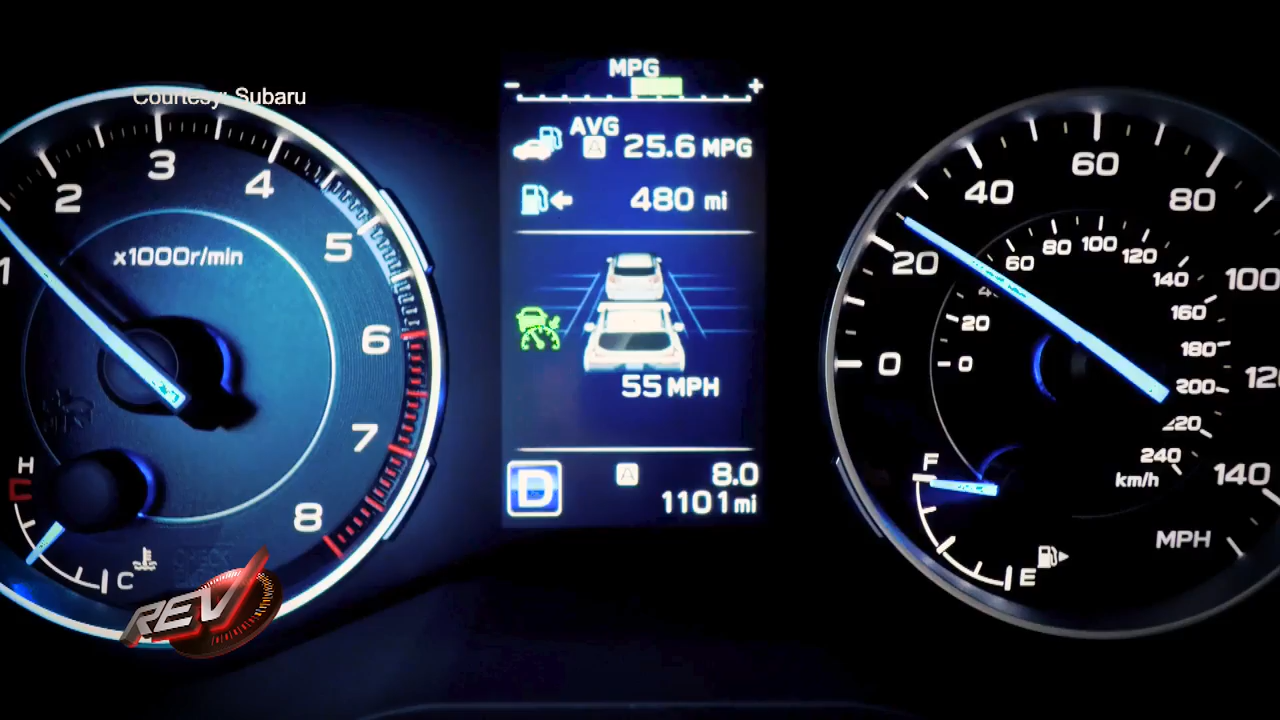 Courtesy: Subaru
1
2
3
4
5
6
7
8
x1000r/min
H
C
REV
MPG
- +
AVG
A 25.6 MPG
480 mi
55 MPH
D
A 8.0
1101mi
0
20
40
60
80
100
120
140
MPH
0
20
60
80
100
120
140
160
180
200
220
240
km/h
F
E